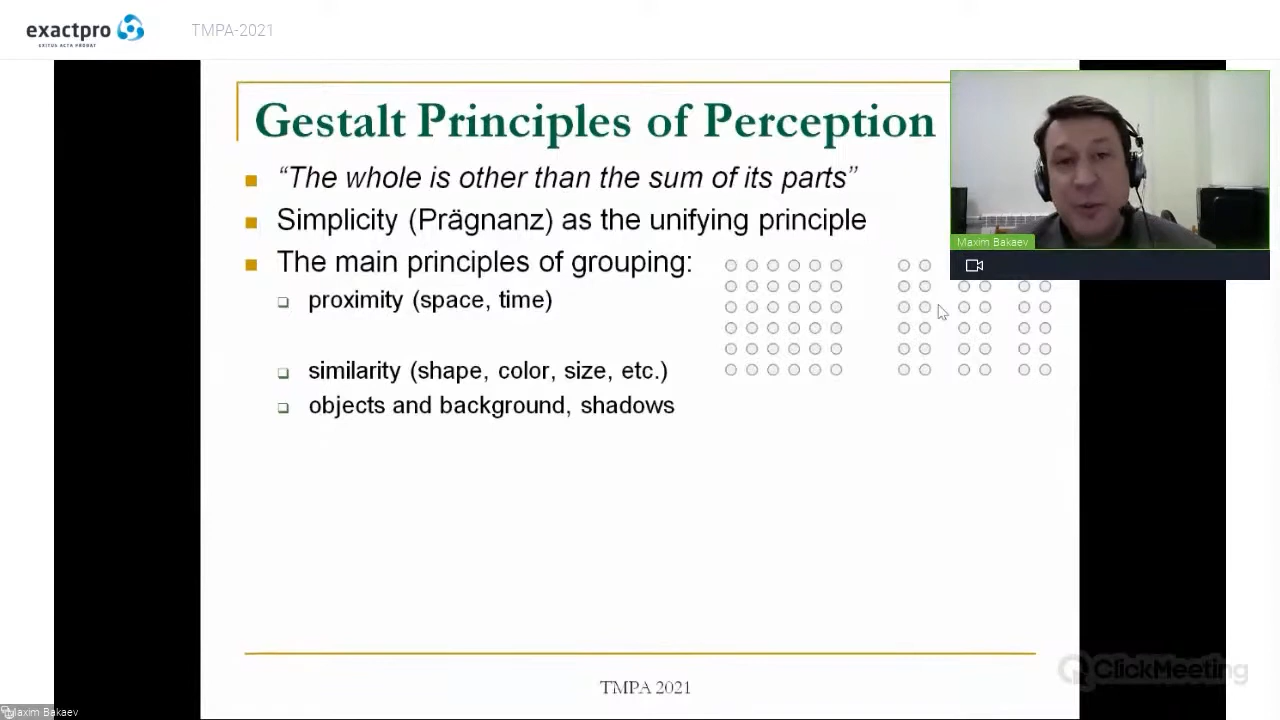 exactpro
EXITUS ACTA PROBAT
TMPA-2021
Gestalt Principles of Perception
“The whole is other than the sum of its parts”
Simplicity (Prägnanz) as the unifying principle
The main principles of grouping:
proximity (space, time)
similarity (shape, color, size, etc.)
objects and background, shadows
Maxim Bakaev
TMPA 2021
ClickMeeting
Maxim Bakaev